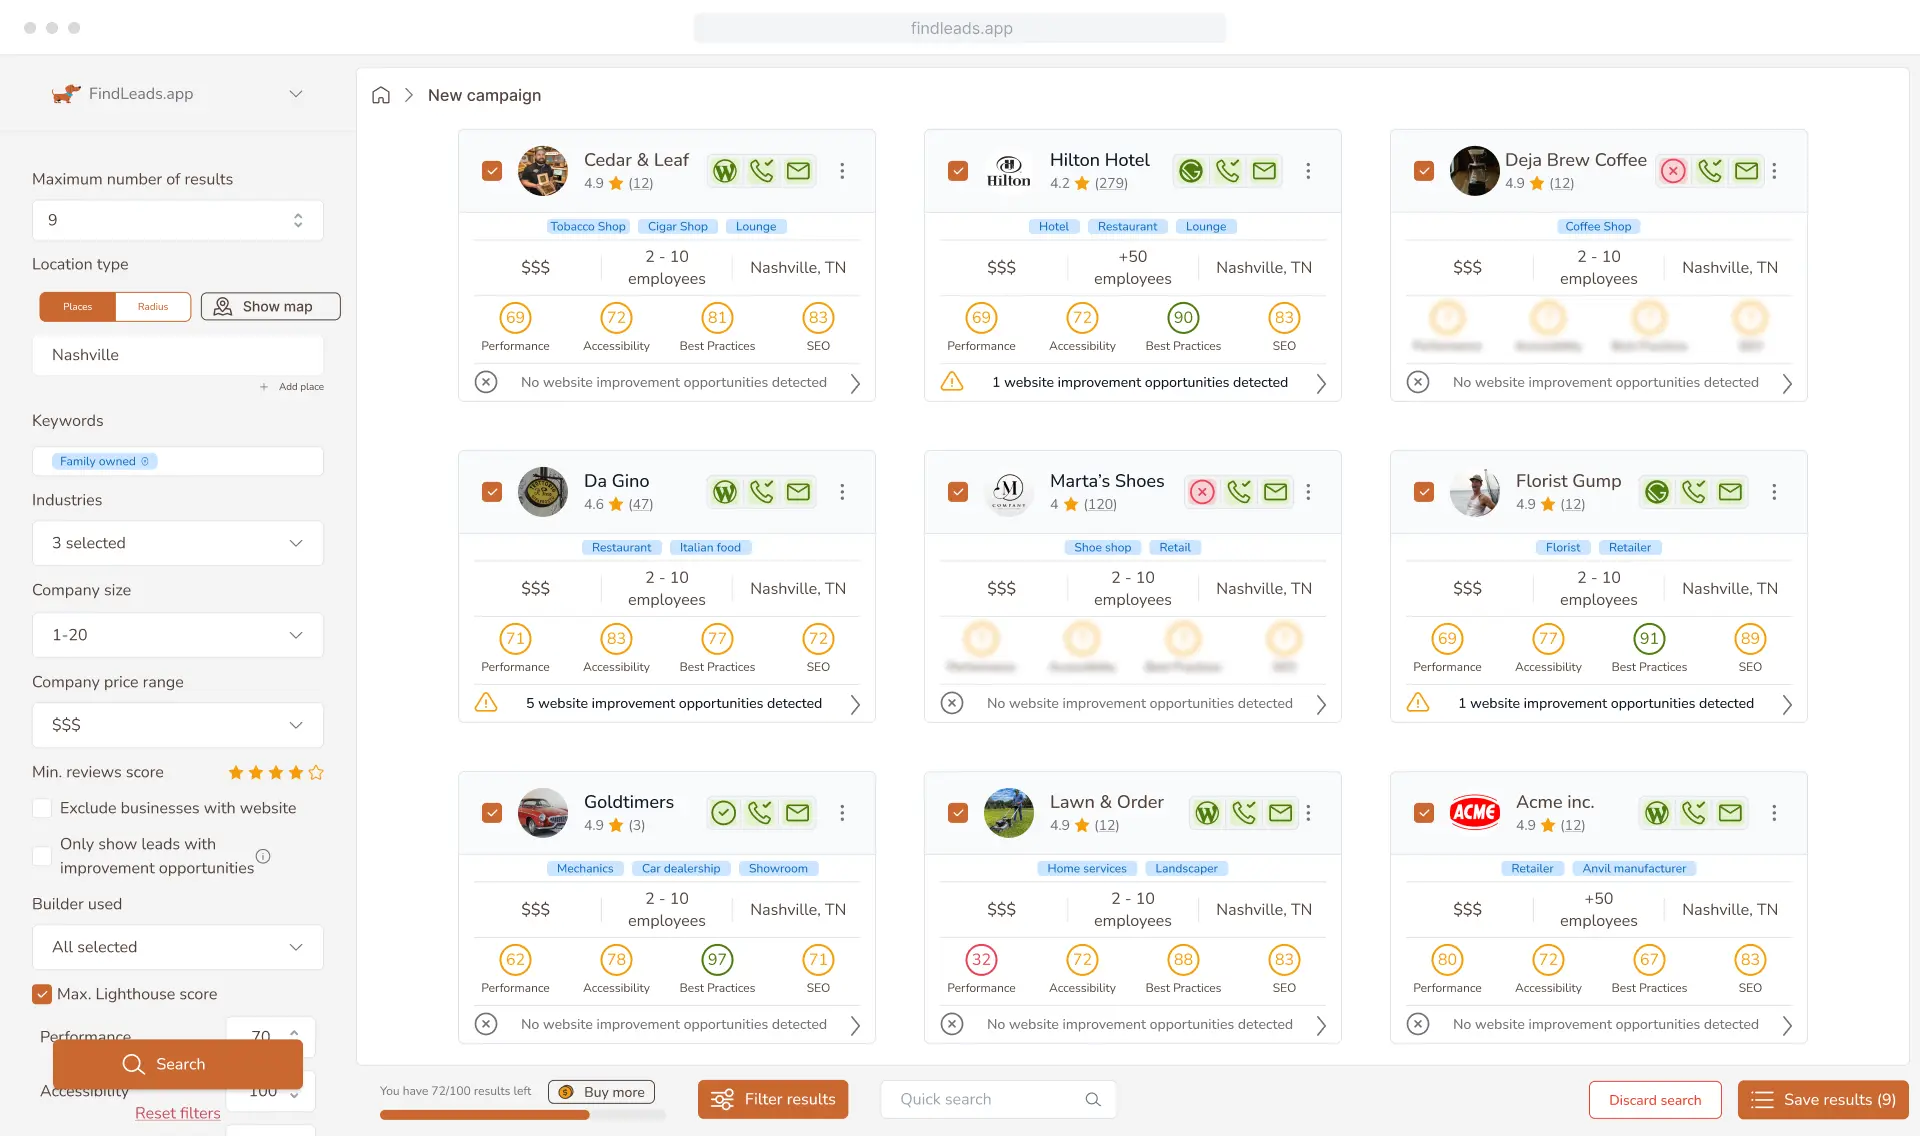 findleads.app
FindLeads.app
Maximum number of results
9
Location type
Places
Radius
Show map
Nashville
+ Add place
Keywords
Family owned
Industries
3 selected
Company size
1-20
Company price range
$$$
Min. reviews score
Exclude businesses with website
Only show leads with
improvement opportunities
Builder used
All selected
Max. Lighthouse score
Performance
70
Search
Accessibility
100
Reset filters
New campaign
Cedar & Leaf
4.9 (12)
Tobacco Shop
Cigar Shop
Lounge
$$$
2 - 10
employees
Nashville, TN
69
72
81
83
Performance
Accessibility
Best Practices
SEO
No website improvement opportunities detected
Hilton
Hilton Hotel
4.2 (279)
Hotel
Restaurant
Lounge
$$$
+50
employees
Nashville, TN
69
72
90
83
Performance
Accessibility
Best Practices
SEO
1 website improvement opportunities detected
Deja Brew Coffee
4.9 (12)
Coffee Shop
$$$
2 - 10
employees
Nashville, TN
No website improvement opportunities detected
Da Gino
4.6 (47)
Restaurant
Italian food
$$$
2 - 10
employees
Nashville, TN
71
83
77
72
Performance
Accessibility
Best Practices
SEO
5 website improvement opportunities detected
M
COMPANY
Marta's Shoes
4 (120)
Shoe shop
Retail
$$$
2 - 10
employees
Nashville, TN
No website improvement opportunities detected
Florist Gump
4.9 (12)
Florist
Retailer
$$$
2 - 10
employees
Nashville, TN
69
77
91
89
Performance
Accessibility
Best Practices
SEO
1 website improvement opportunities detected
Goldtimers
4.9 (3)
Mechanics
Car dealership
Showroom
$$$
2 - 10
employees
Nashville, TN
62
78
97
71
Performance
Accessibility
Best Practices
SEO
No website improvement opportunities detected
Lawn & Order
4.9 (12)
Home services
Landscaper
$$$
2 - 10
employees
Nashville, TN
32
72
88
83
Performance
Accessibility
Best Practices
SEO
No website improvement opportunities detected
ACME
Acme inc.
4.9 (12)
Retailer
Anvil manufacturer
$$$
+50
employees
Nashville, TN
80
72
67
83
Performance
Accessibility
Best Practices
SEO
No website improvement opportunities detected
You have 72/100 results left
Buy more
Filter results
Quick search
Discard search
Save results (9)